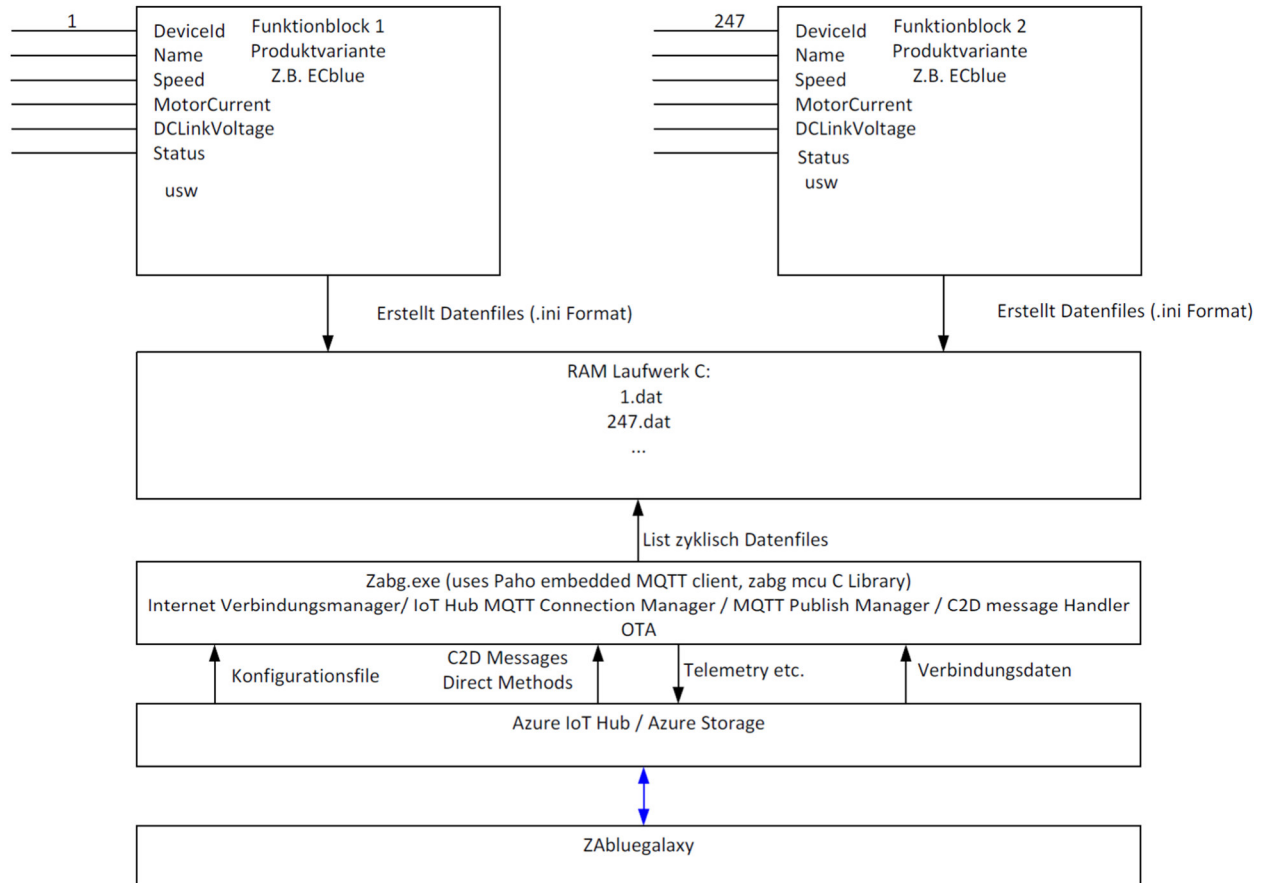 1
DeviceId
Name
Speed
MotorCurrent
DCLinkVoltage
Status
usw
Funktionblock 1
Produktvariante
Z.B. ECblue
247
DeviceId
Name
Speed
MotorCurrent
DCLinkVoltage
Status
usw
Funktionblock 2
Produktvariante
Z.B. ECblue
Erstellt Datenfiles (.ini Format)
Erstellt Datenfiles (.ini Format)
RAM Laufwerk C:
1.dat
247.dat
...
List zyklisch Datenfiles
Zabg.exe (uses Paho embedded MQTT client, zabg mcu C Library)
Internet Verbindungsmanager/ IoT Hub MQTT Connection Manager / MQTT Publish Manager / C2D message Handler
OTA
Konfigurationsfile
C2D Messages
Direct Methods
Telemetry etc.
Verbindungsdaten
Azure IoT Hub / Azure Storage
ZAbluegalaxy